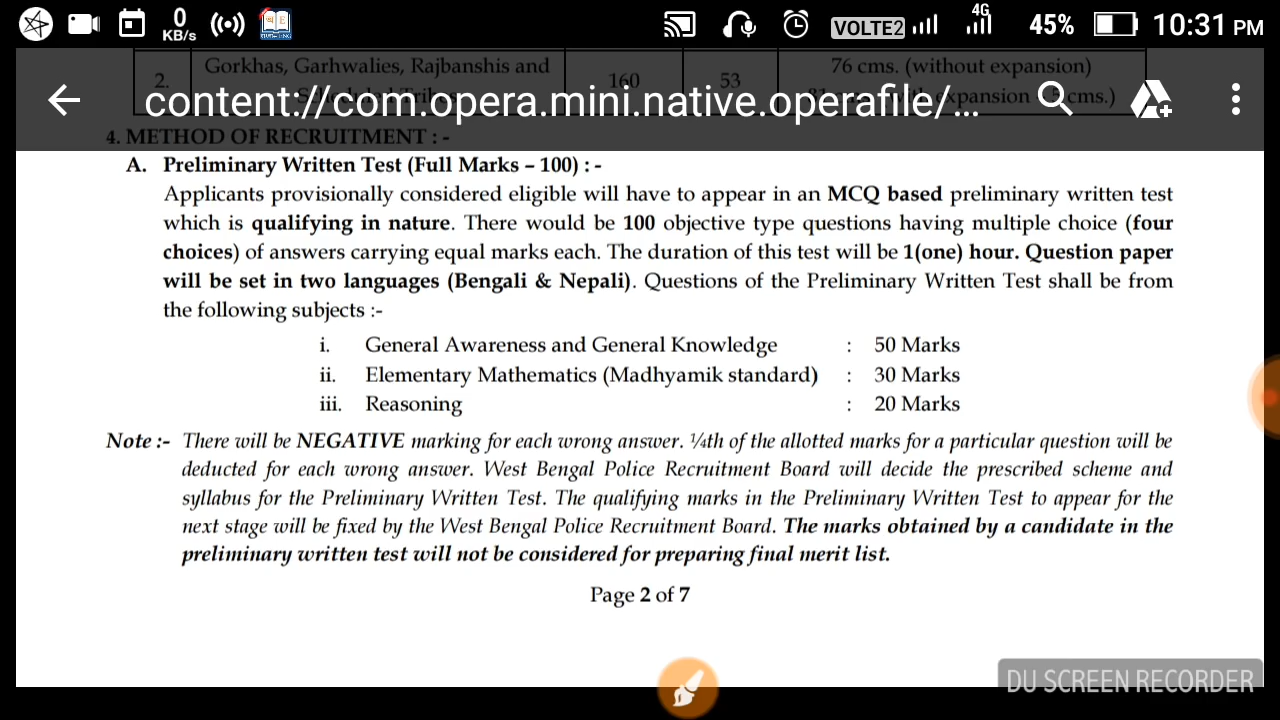 0
KB/s
VOLTE2
4G
45%
10:31 PM
Gorkhas, Garhwalies, Rajbanshis and
2.
160
53
76 cms. (without expansion)
content://com.opera.mini.native.operafile/...
expansion
cms.)
4. METHOD OF RECRUITMENT : -
A. Preliminary Written Test (Full Marks – 100) : -
Applicants provisionally considered eligible will have to appear in an MCQ based preliminary written test
which is qualifying in nature. There would be 100 objective type questions having multiple choice (four
choices) of answers carrying equal marks each. The duration of this test will be 1(one) hour. Question paper
will be set in two languages (Bengali & Nepali). Questions of the Preliminary Written Test shall be from
the following subjects :-
i. General Awareness and General Knowledge : 50 Marks
ii. Elementary Mathematics (Madhyamik standard) : 30 Marks
iii. Reasoning : 20 Marks
Note :- There will be NEGATIVE marking for each wrong answer. ¼th of the allotted marks for a particular question will be
deducted for each wrong answer. West Bengal Police Recruitment Board will decide the prescribed scheme and
syllabus for the Preliminary Written Test. The qualifying marks in the Preliminary Written Test to appear for the
next stage will be fixed by the West Bengal Police Recruitment Board. The marks obtained by a candidate in the
preliminary written test will not be considered for preparing final merit list.
Page 2 of 7
DU SCREEN RECORDER